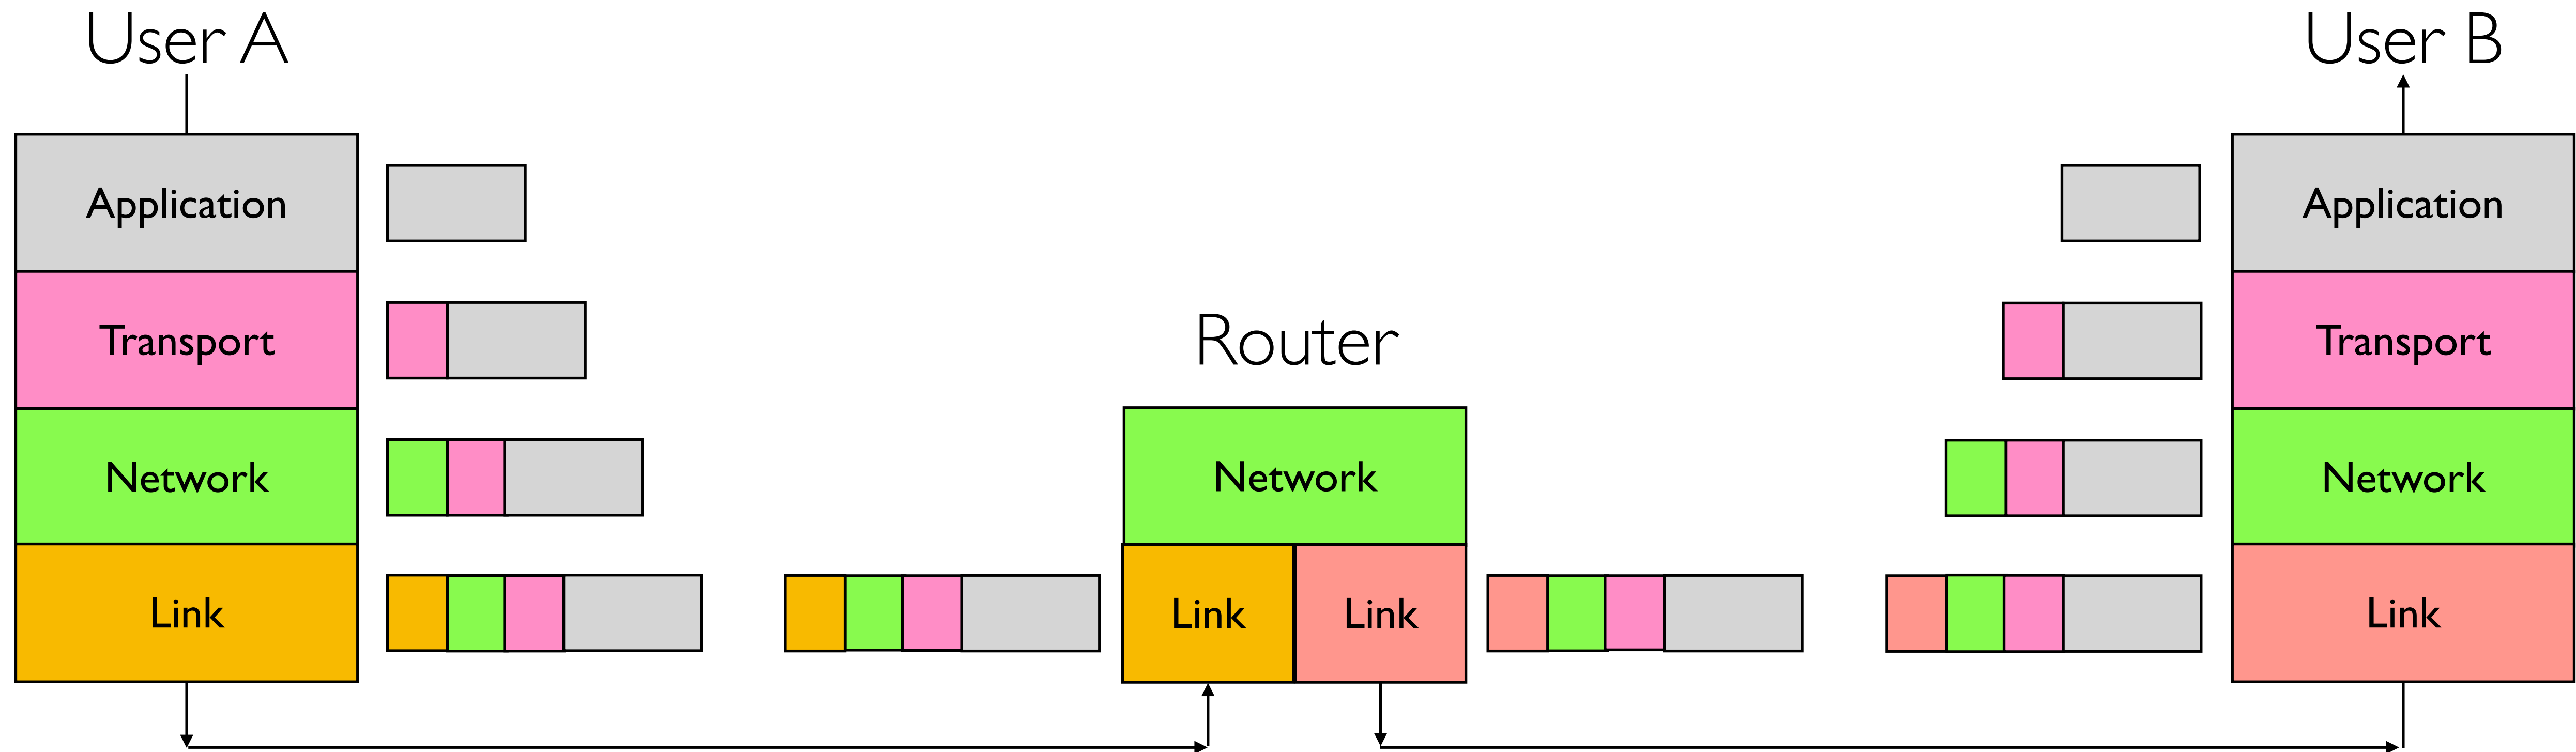 User A
Application
Transport
Network
Link
Router
Network
Link
Link
User B
Application
Transport
Network
Link